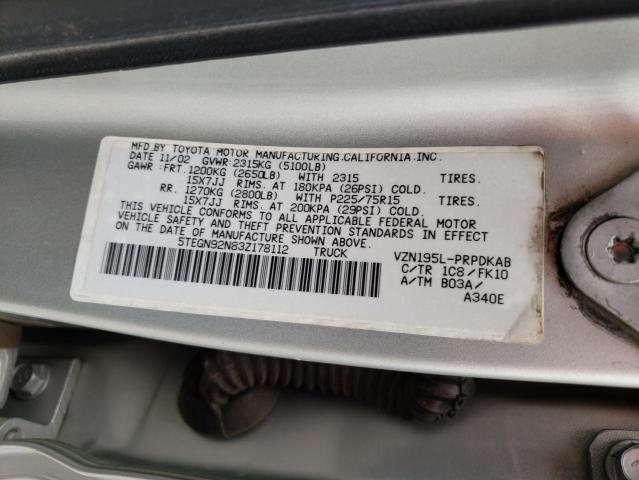 MFD.BY TOYOTA MOTOR MANUFACTURING.CALIFORNIA.INC.
DATE 11/02 GVWR:2315KG (5100LB)
GAWR:FRT.1200KG (2650LB) WITH 2315 TIRES.
15X7JJ RIMS. AT 180KPA (26PSI) COLD.
RR. 1270KG (2800LB) WITH P225/75R15 TIRES.
15X7JJ RIMS. AT 200KPA (29PSI) COLD.
THIS VEHICLE CONFORMS TO ALL APPLICABLE FEDERAL MOTOR
VEHICLE SAFETY AND THEFT PREVENTION STANDARDS IN EFFECT
ON THE DATE OF MANUFACTURE SHOWN ABOVE.
5TEGN92N83Z178112 TRUCK VZN195L-PRPDKAB
C/TR 1C8/FK10
A/TM B03A/
A340E